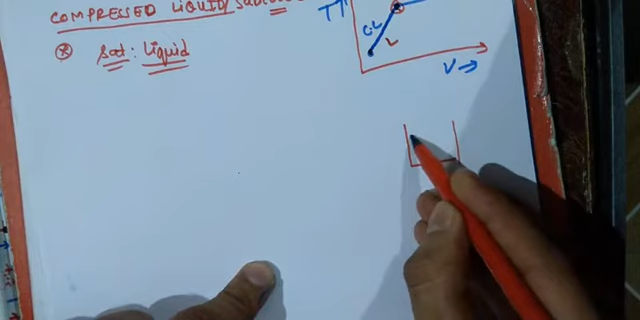 COMPRESSED LIQUID/
T↑
CL
L
V→
* Sat: Liquid